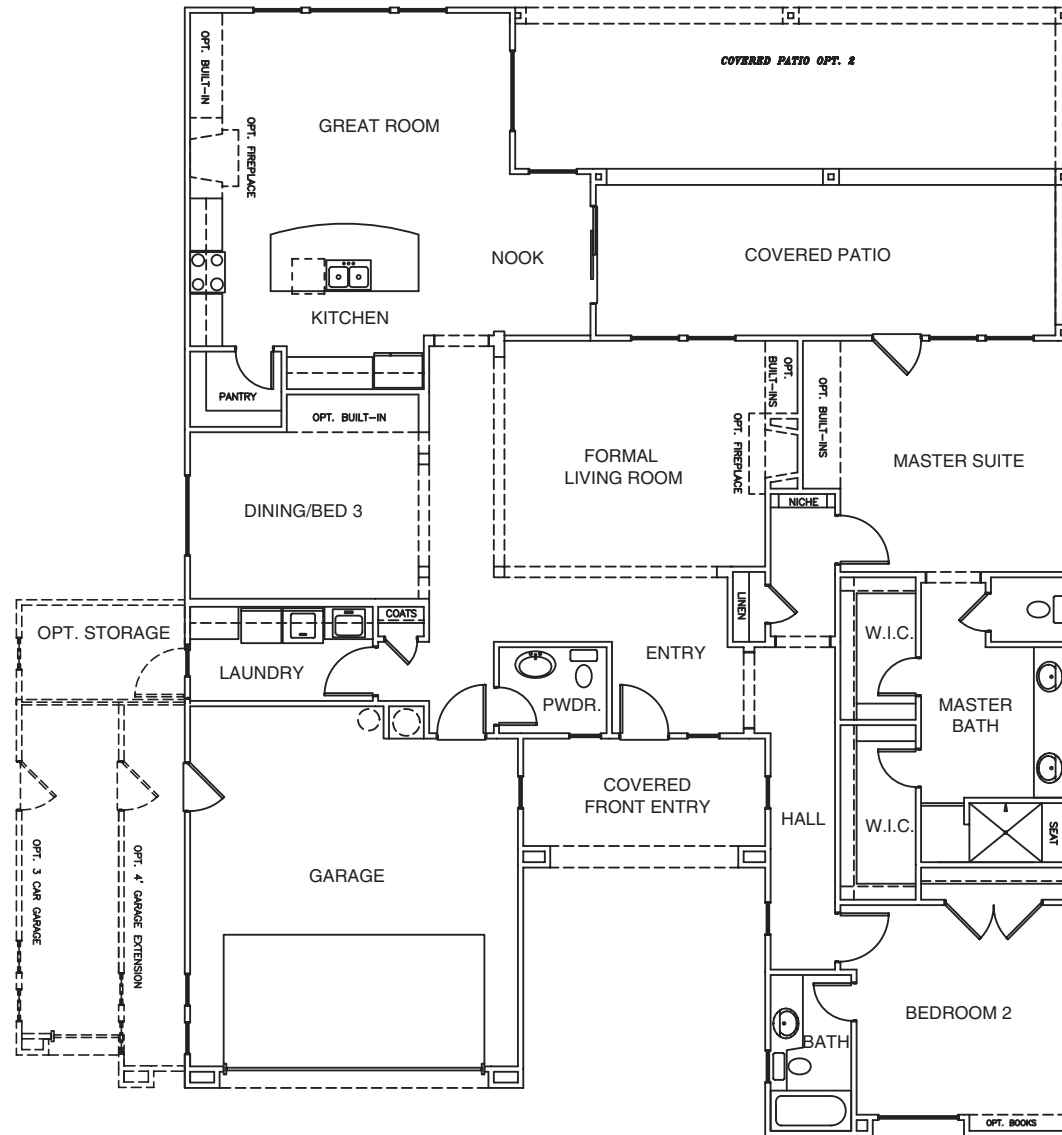 COVERED PATIO OPT. 2
OPT. BUILT-IN
GREAT ROOM
OPT. FIREPLACE
NOOK
COVERED PATIO
KITCHEN
PANTRY
OPT. BUILT-IN
OPT.
BUILT-INS
OPT. BUILT-INS
OPT. FIREPLACE
FORMAL
LIVING ROOM
MASTER SUITE
NICHE
DINING/BED 3
LINEN
COATS
OPT. STORAGE
LAUNDRY
ENTRY
W.I.C.
PWDR.
MASTER
BATH
COVERED
FRONT ENTRY
HALL
W.I.C.
SEAT
OPT. 3 CAR GARAGE
OPT. 4' GARAGE EXTENSION
GARAGE
BEDROOM 2
BATH
OPT. BOOKS